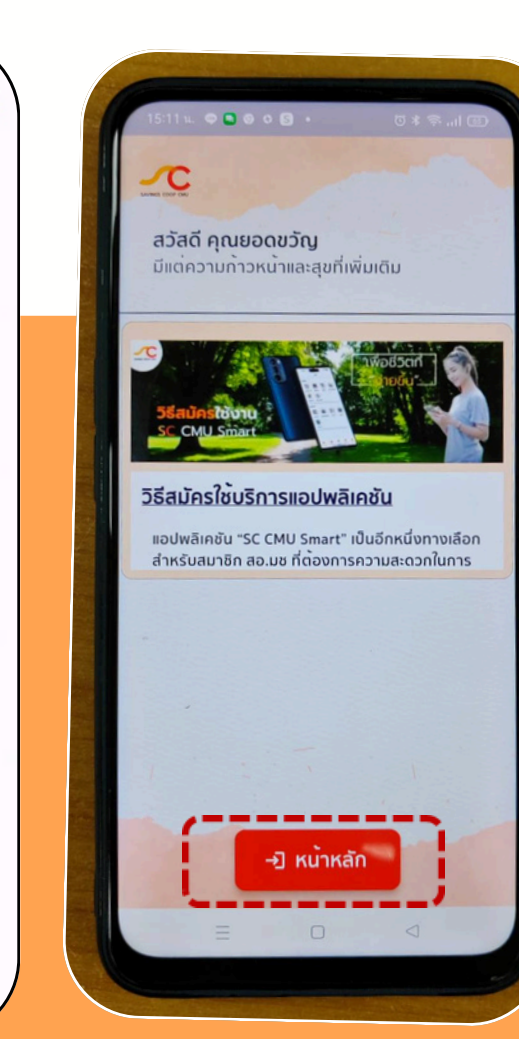 15:11 น.
SC
SAVINGS COOP CMU
สวัสดี คุณยอดขวัญ
มีแต่ความก้าวหน้าและสุขที่เพิ่มเติม
วิธีสมัครใช้งาน
SC CMU Smart
เพื่อชีวิตที่
ง่ายขึ้น
วิธีสมัครใช้บริการแอปพลิเคชัน
แอปพลิเคชัน "SC CMU Smart" เป็นอีกหนึ่งทางเลือก
สำหรับสมาชิก สอ.มช ที่ต้องการความสะดวกในการ
หน้าหลัก